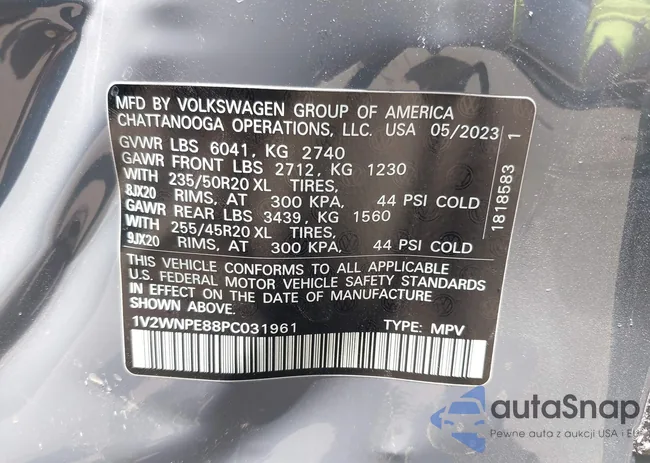 MFD BY VOLKSWAGEN GROUP OF AMERICA
CHATTANOOGA OPERATIONS, LLC. USA 05/2023
GVWR LBS 6041, KG 2740
GAWR FRONT LBS 2712, KG 1230
WITH 235/50R20 XL TIRES,
8JX20 RIMS, AT 300 KPA, 44 PSI COLD
GAWR REAR LBS 3439, KG 1560
WITH 255/45R20 XL TIRES,
9JX20 RIMS, AT 300 KPA, 44 PSI COLD
THIS VEHICLE CONFORMS TO ALL APPLICABLE
U.S. FEDERAL MOTOR VEHICLE SAFETY STANDARDS
IN EFFECT ON THE DATE OF MANUFACTURE
SHOWN ABOVE.
1V2WNPE88PC031961 TYPE: MPV
1818583 1
autaSnap
Pewne auta z aukcji USA i EU